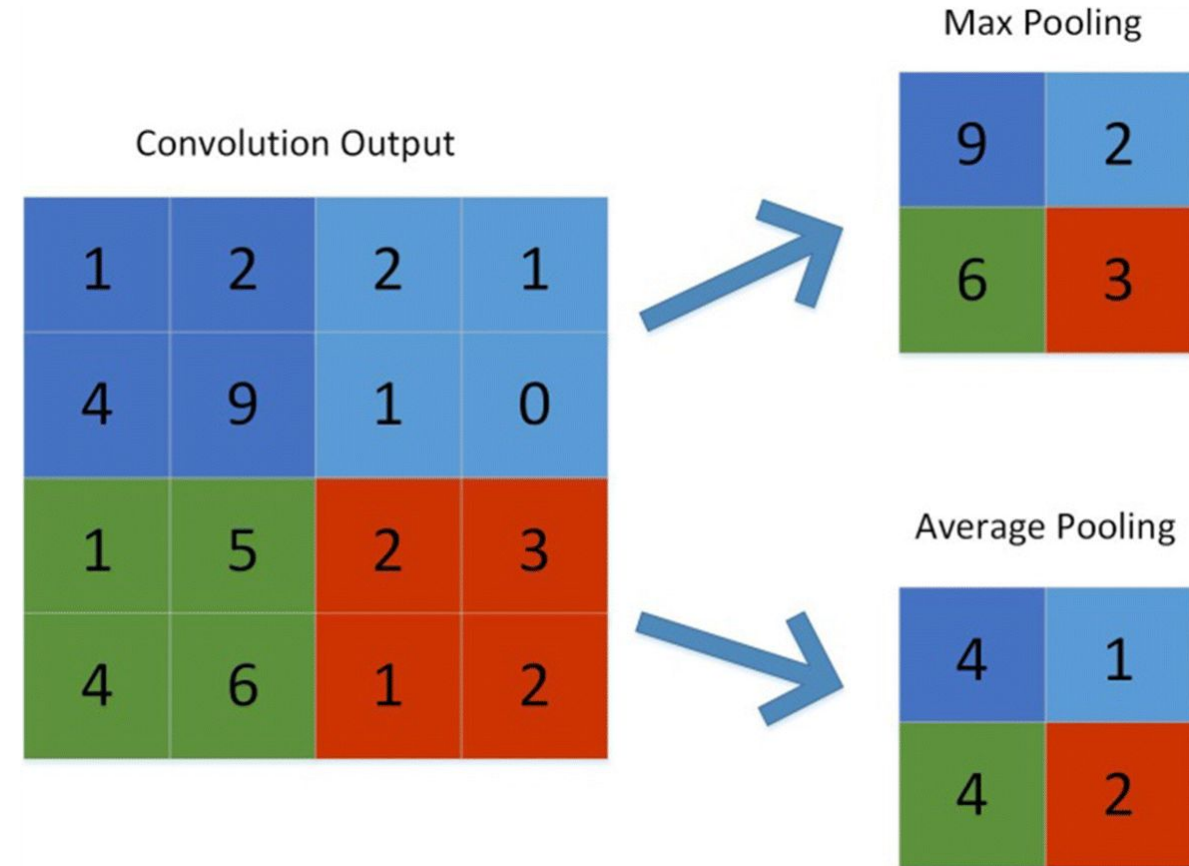 Max Pooling
9 2
6 3
Convolution Output
1 2 2 1
4 9 1 0
1 5 2 3
4 6 1 2
Average Pooling
4 1
4 2